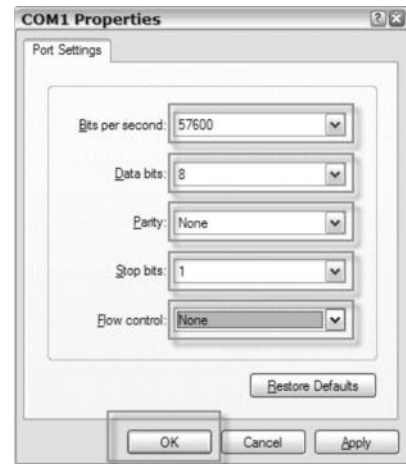 COM1 Properties
Port Settings
Bits per second: 57600
Data bits: 8
Parity: None
Stop bits: 1
Flow control: None
Restore Defaults
OK Cancel Apply